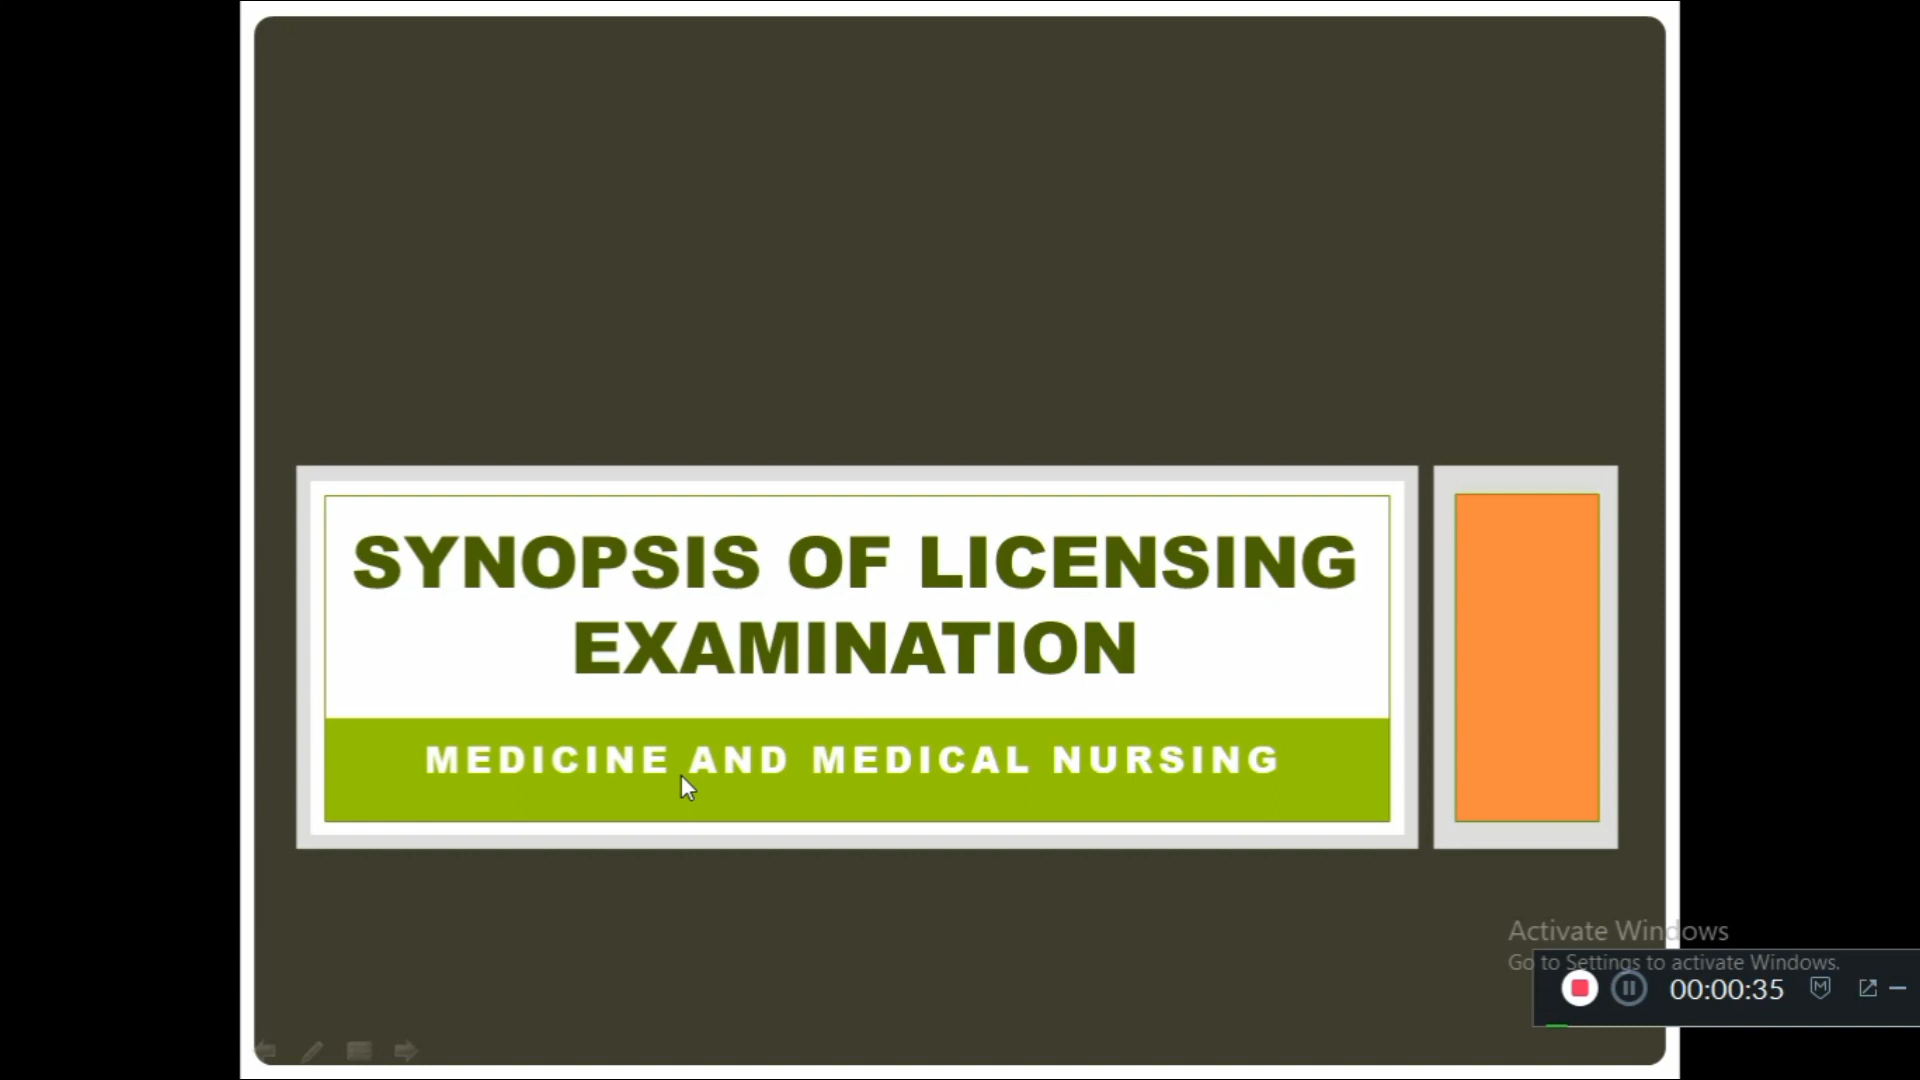 SYNOPSIS OF LICENSING
EXAMINATION
MEDICINE AND MEDICAL NURSING
Activate Windows
Go to Settings to activate Windows.
00:00:35